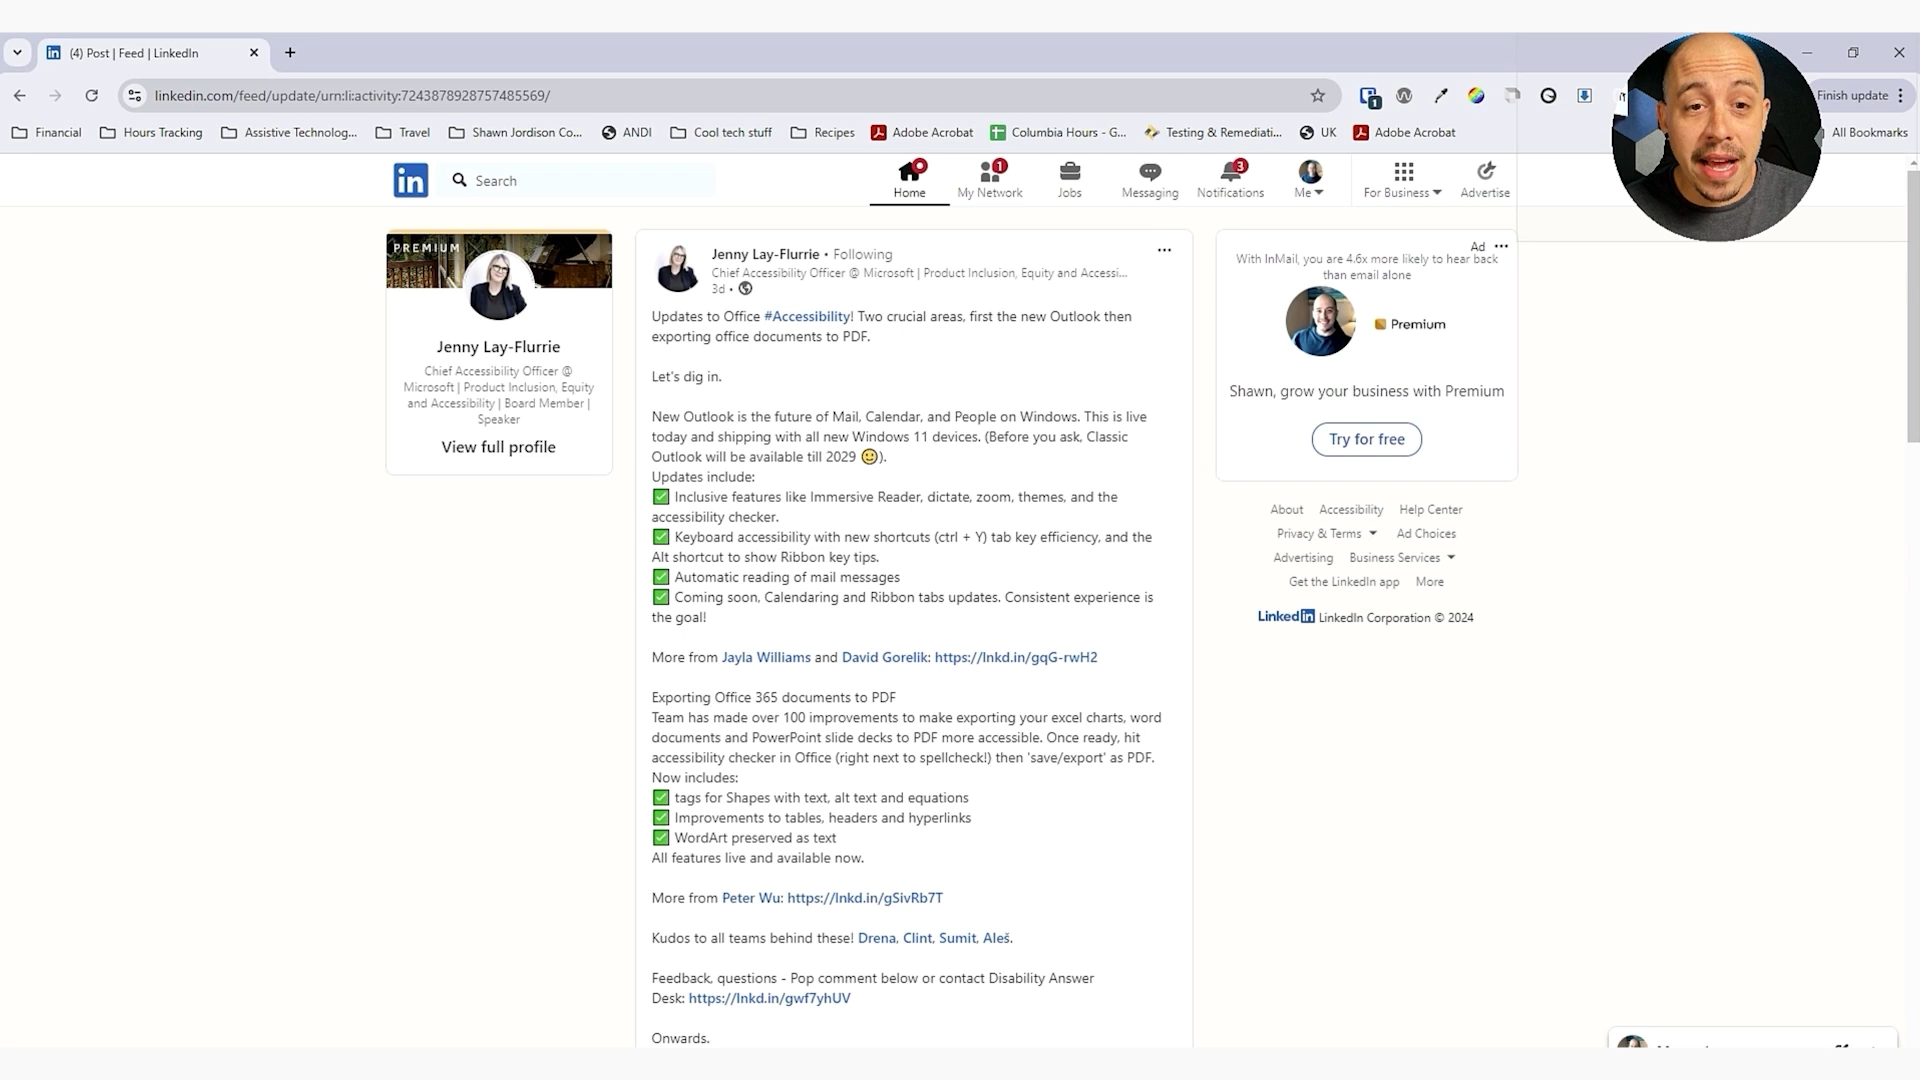 (4) Post | Feed | LinkedIn
linkedin.com/feed/update/urn:li:activity:7243878928757485569/
1
Finish update
Financial
Hours Tracking
Assistive Technolog...
Travel
Shawn Jordison Co...
ANDI
Cool tech stuff
Recipes
Adobe Acrobat
Columbia Hours - G...
Testing & Remediati...
UK
Adobe Acrobat
All Bookmarks
in
Search
Home
1
My Network
Jobs
Messaging
3
Notifications
Me
For Business
Advertise
PREMIUM
Jenny Lay-Flurrie
Chief Accessibility Officer @
Microsoft | Product Inclusion, Equity
and Accessibility | Board Member |
Speaker
View full profile
Jenny Lay-Flurrie • Following
Chief Accessibility Officer @ Microsoft | Product Inclusion, Equity and Accessi...
3d •
Updates to Office #Accessibility! Two crucial areas, first the new Outlook then
exporting office documents to PDF.
Let's dig in.
New Outlook is the future of Mail, Calendar, and People on Windows. This is live
today and shipping with all new Windows 11 devices. (Before you ask, Classic
Outlook will be available till 2029 🙂).
Updates include:
✅ Inclusive features like Immersive Reader, dictate, zoom, themes, and the
accessibility checker.
✅ Keyboard accessibility with new shortcuts (ctrl + Y) tab key efficiency, and the
Alt shortcut to show Ribbon key tips.
✅ Automatic reading of mail messages
✅ Coming soon, Calendaring and Ribbon tabs updates. Consistent experience is
the goal!
More from Jayla Williams and David Gorelik: https://lnkd.in/gqG-rwH2
Exporting Office 365 documents to PDF
Team has made over 100 improvements to make exporting your excel charts, word
documents and PowerPoint slide decks to PDF more accessible. Once ready, hit
accessibility checker in Office (right next to spellcheck!) then 'save/export' as PDF.
Now includes:
✅ tags for Shapes with text, alt text and equations
✅ Improvements to tables, headers and hyperlinks
✅ WordArt preserved as text
All features live and available now.
More from Peter Wu: https://lnkd.in/gSivRb7T
Kudos to all teams behind these! Drena, Clint, Sumit, Aleš.
Feedback, questions - Pop comment below or contact Disability Answer
Desk: https://lnkd.in/gwf7yhUV
Onwards.
Ad
With InMail, you are 4.6x more likely to hear back
than email alone
Premium
Shawn, grow your business with Premium
Try for free
About Accessibility Help Center
Privacy & Terms Ad Choices
Advertising Business Services
Get the LinkedIn app More
LinkedIn LinkedIn Corporation © 2024